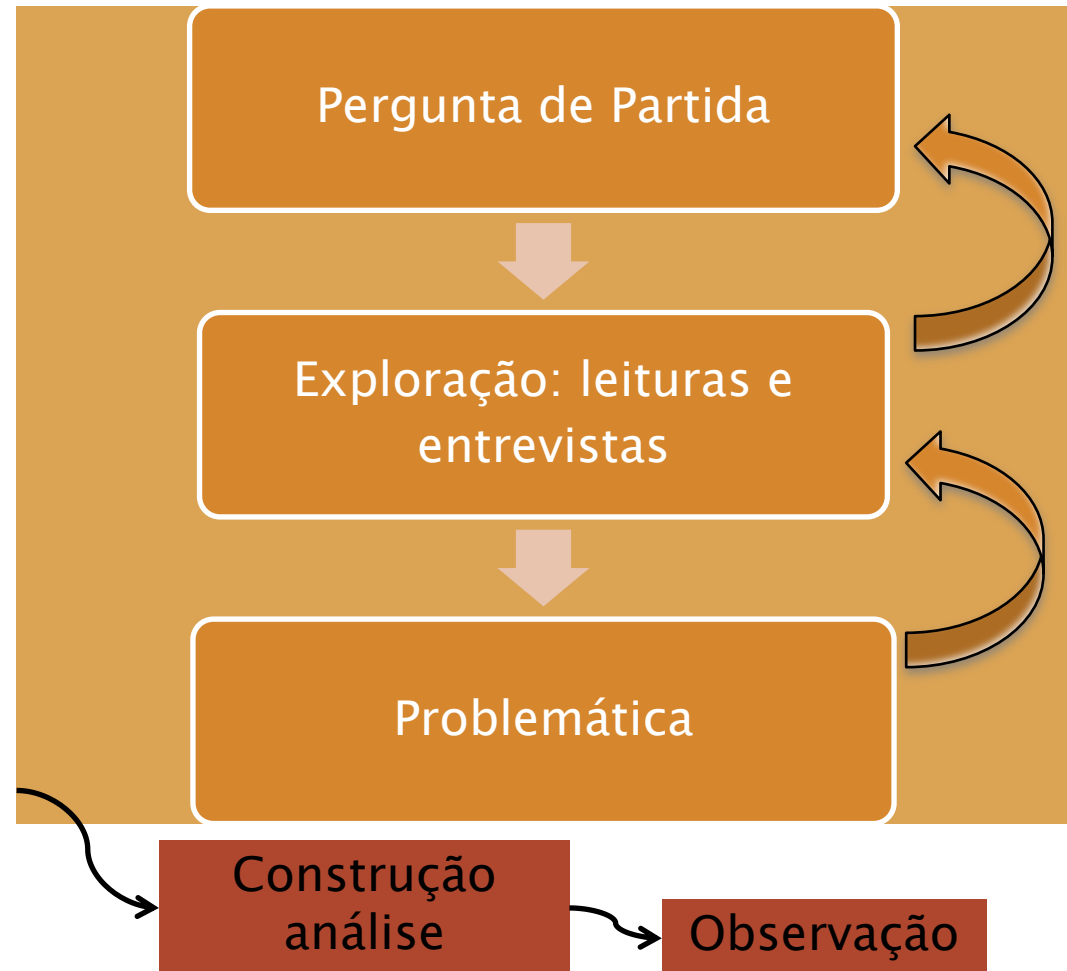 Pergunta de Partida
Exploração: leituras e
entrevistas
Problemática
Construção
análise
Observação